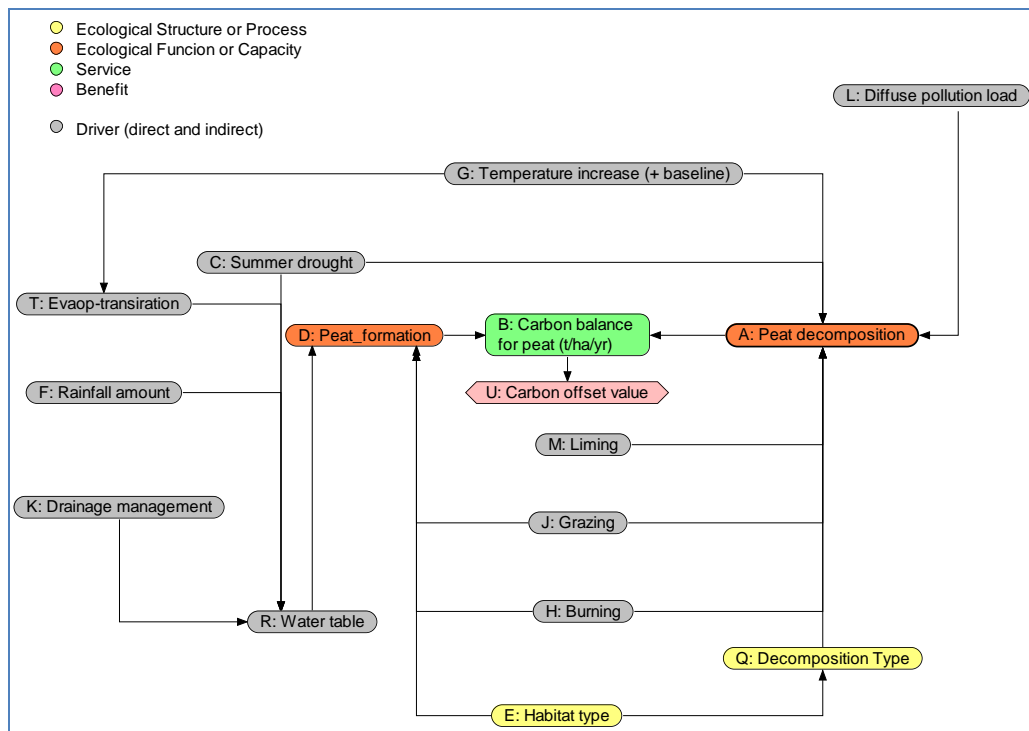 Ecological Structure or Process
Ecological Funcion or Capacity
Service
Benefit
Driver (direct and indirect)
L: Diffuse pollution load
G: Temperature increase (+ baseline)
C: Summer drought
T: Evaop-transiration
D: Peat_formation
B: Carbon balance
for peat (t/ha/yr)
A: Peat decomposition
F: Rainfall amount
U: Carbon offset value
M: Liming
K: Drainage management
J: Grazing
R: Water table
H: Burning
Q: Decomposition Type
E: Habitat type